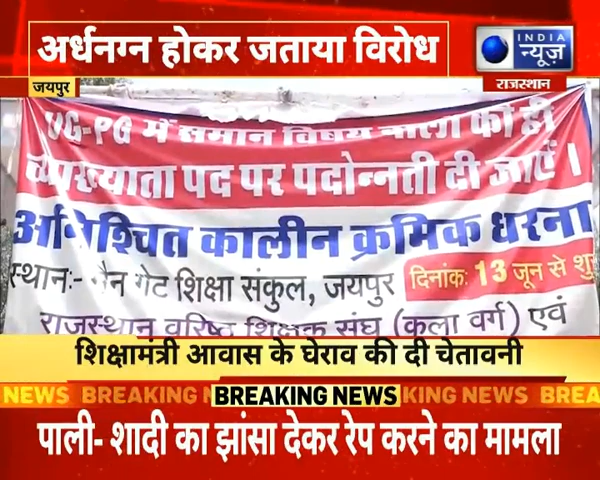 अर्धनग्न होकर जताया विरोध
INDIA
न्यूज़
राजस्थान
जयपुर
UG-PG में समान विषय वालों को ही
व्याख्याता पद पर पदोन्नती दी जाऐं ।
अनिश्चित कालीन क्रमिक धरना
स्थान:- मैन गेट शिक्षा संकुल, जयपुर
दिनांक: 13 जून से शु
राजस्थान वरिष्ठ शिक्षक संघ (कला वर्ग) एवं
शिक्षामंत्री आवास के घेराव की दी चेतावनी
NEWS BREAKING NEWS KING NEWS BREA
पाली- शादी का झांसा देकर रेप करने का मामला